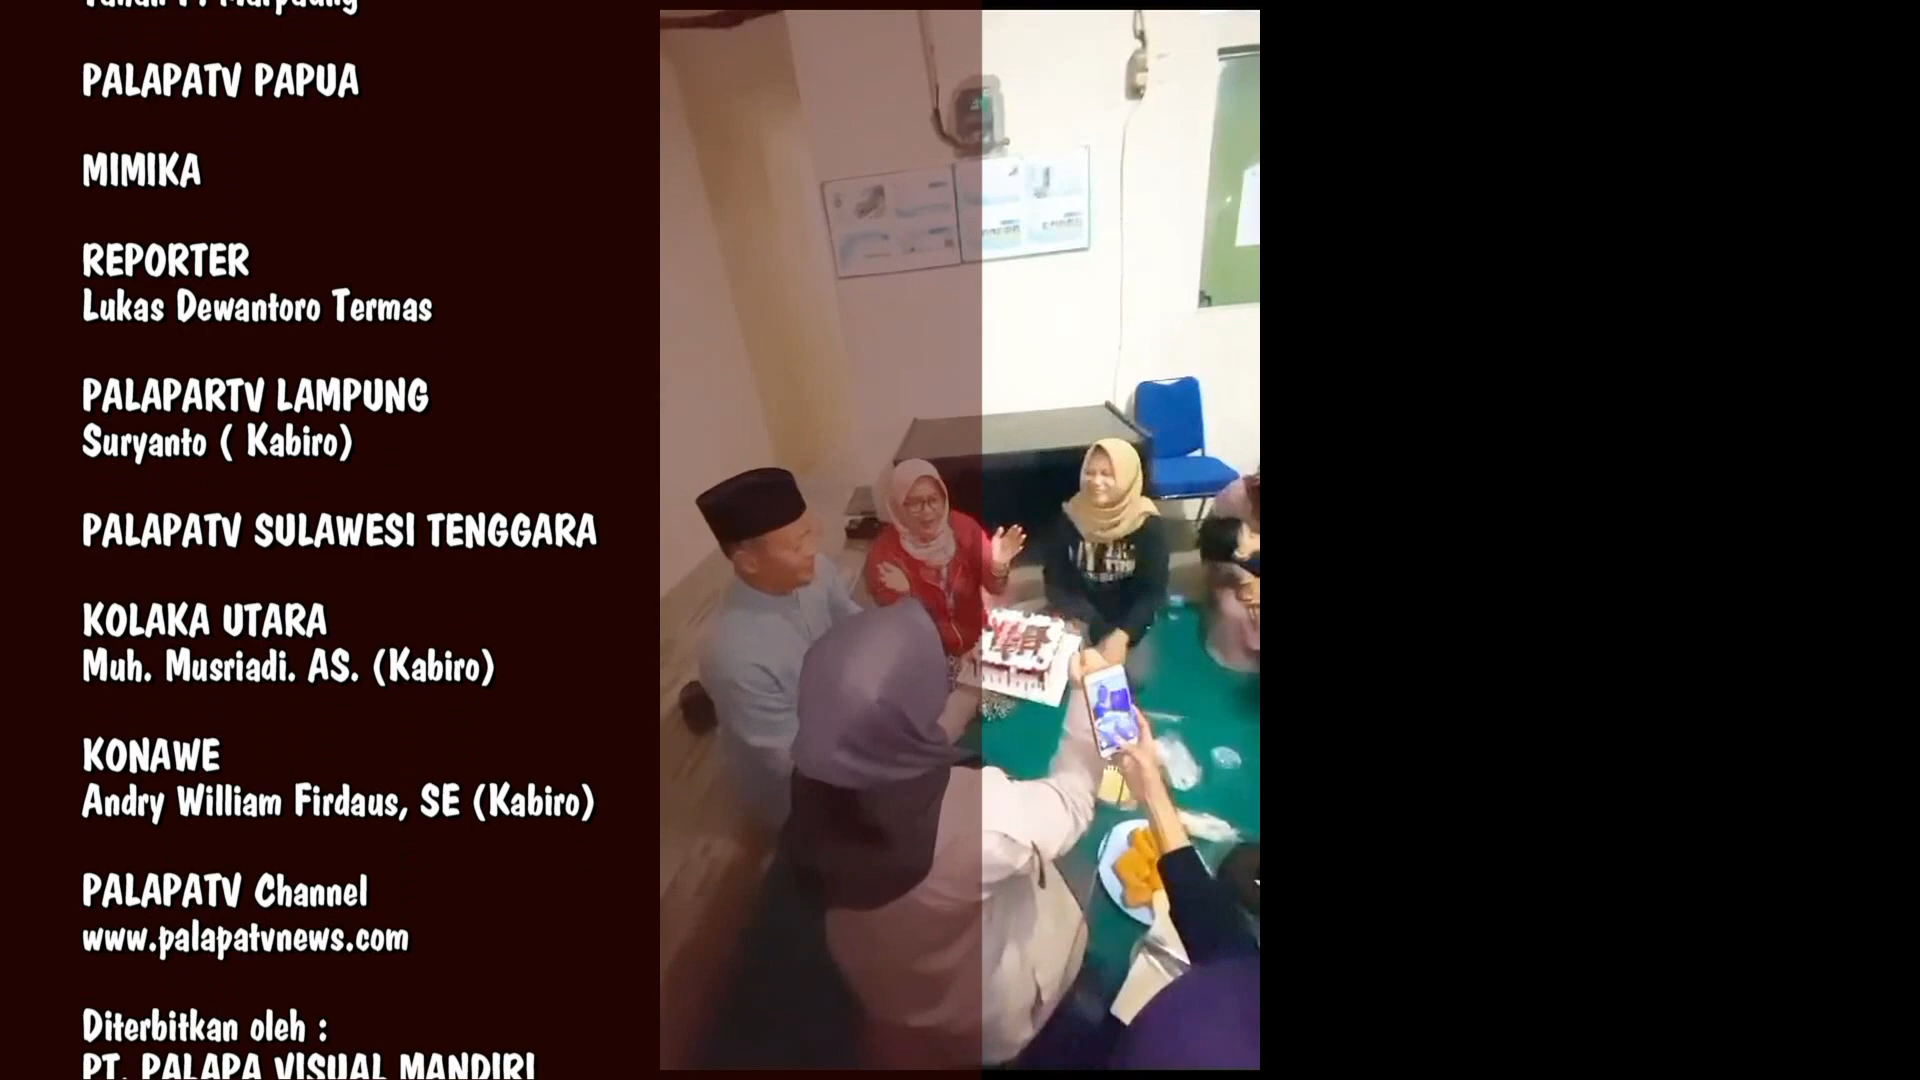 PALAPATV PAPUA
MIMIKA
REPORTER
Lukas Dewantoro Termas
PALAPARTV LAMPUNG
Suryanto ( Kabiro)
PALAPATV SULAWESI TENGGARA
KOLAKA UTARA
Muh. Musriadi. AS. (Kabiro)
KONAWE
Andry William Firdaus, SE (Kabiro)
PALAPATV Channel
www.palapatvnews.com
Diterbitkan oleh :
PT. PALAPA VISUAL MANDIRI